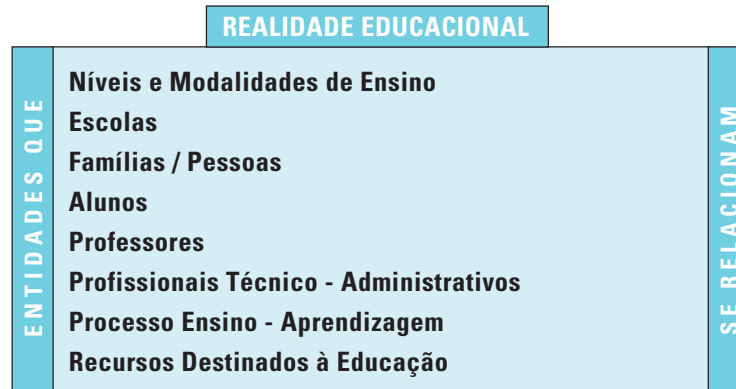 REALIDADE EDUCACIONAL
ENTIDADES QUE
Níveis e Modalidades de Ensino
Escolas
Famílias / Pessoas
Alunos
Professores
Profissionais Técnico - Administrativos
Processo Ensino - Aprendizagem
Recursos Destinados à Educação
SE RELACIONAM